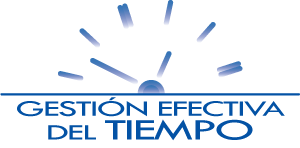 GESTIÓN EFECTIVA
DEL TIEMPO